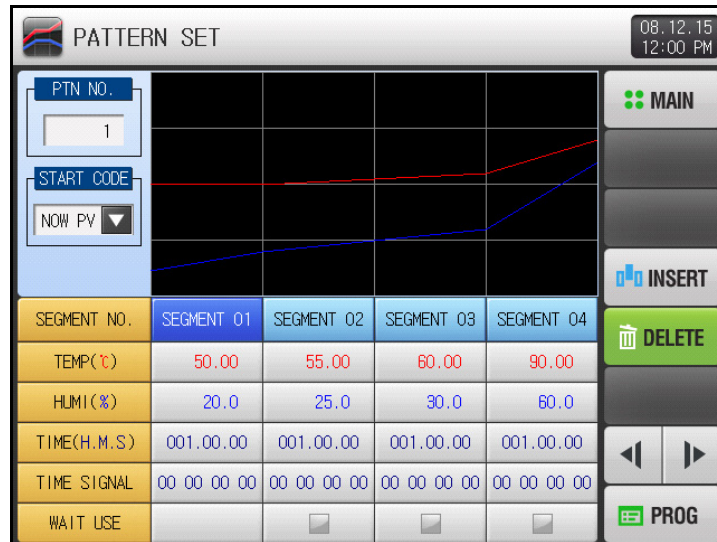 PATTERN SET
08.12.15
12:00 PM
PTN NO.
1
START CODE
NOW PV
MAIN
INSERT
DELETE
PROG
SEGMENT NO. SEGMENT 01 SEGMENT 02 SEGMENT 03 SEGMENT 04
TEMP(℃) 50.00 55.00 60.00 90.00
HUMI(%) 20.0 25.0 30.0 60.0
TIME(H.M.S) 001.00.00 001.00.00 001.00.00 001.00.00
TIME SIGNAL 00 00 00 00 00 00 00 00 00 00 00 00 00 00 00 00
WAIT USE